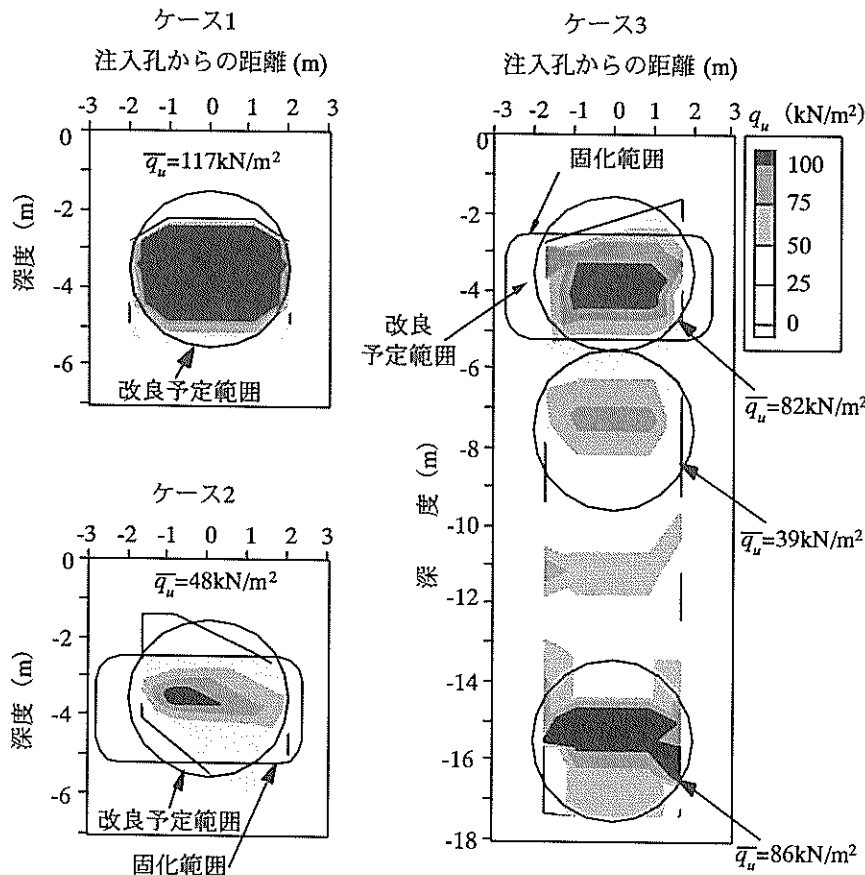 ケース1
注入孔からの距離 (m)
-3 -2 -1 0 1 2 3
0
-2
-4
-6
深度 (m)
qu=117kN/m²
改良予定範囲
ケース2
-3 -2 -1 0 1 2 3
0
-2
-4
-6
深度 (m)
qu=48kN/m²
改良予定範囲
固化範囲
ケース3
注入孔からの距離 (m)
-3 -2 -1 0 1 2 3
0
-2
-4
-6
-8
-10
-12
-14
-16
-18
深度 (m)
固化範囲
改良
予定範囲
qu (kN/m²)
100
75
50
25
0
qu=82kN/m²
qu=39kN/m²
qu=86kN/m²